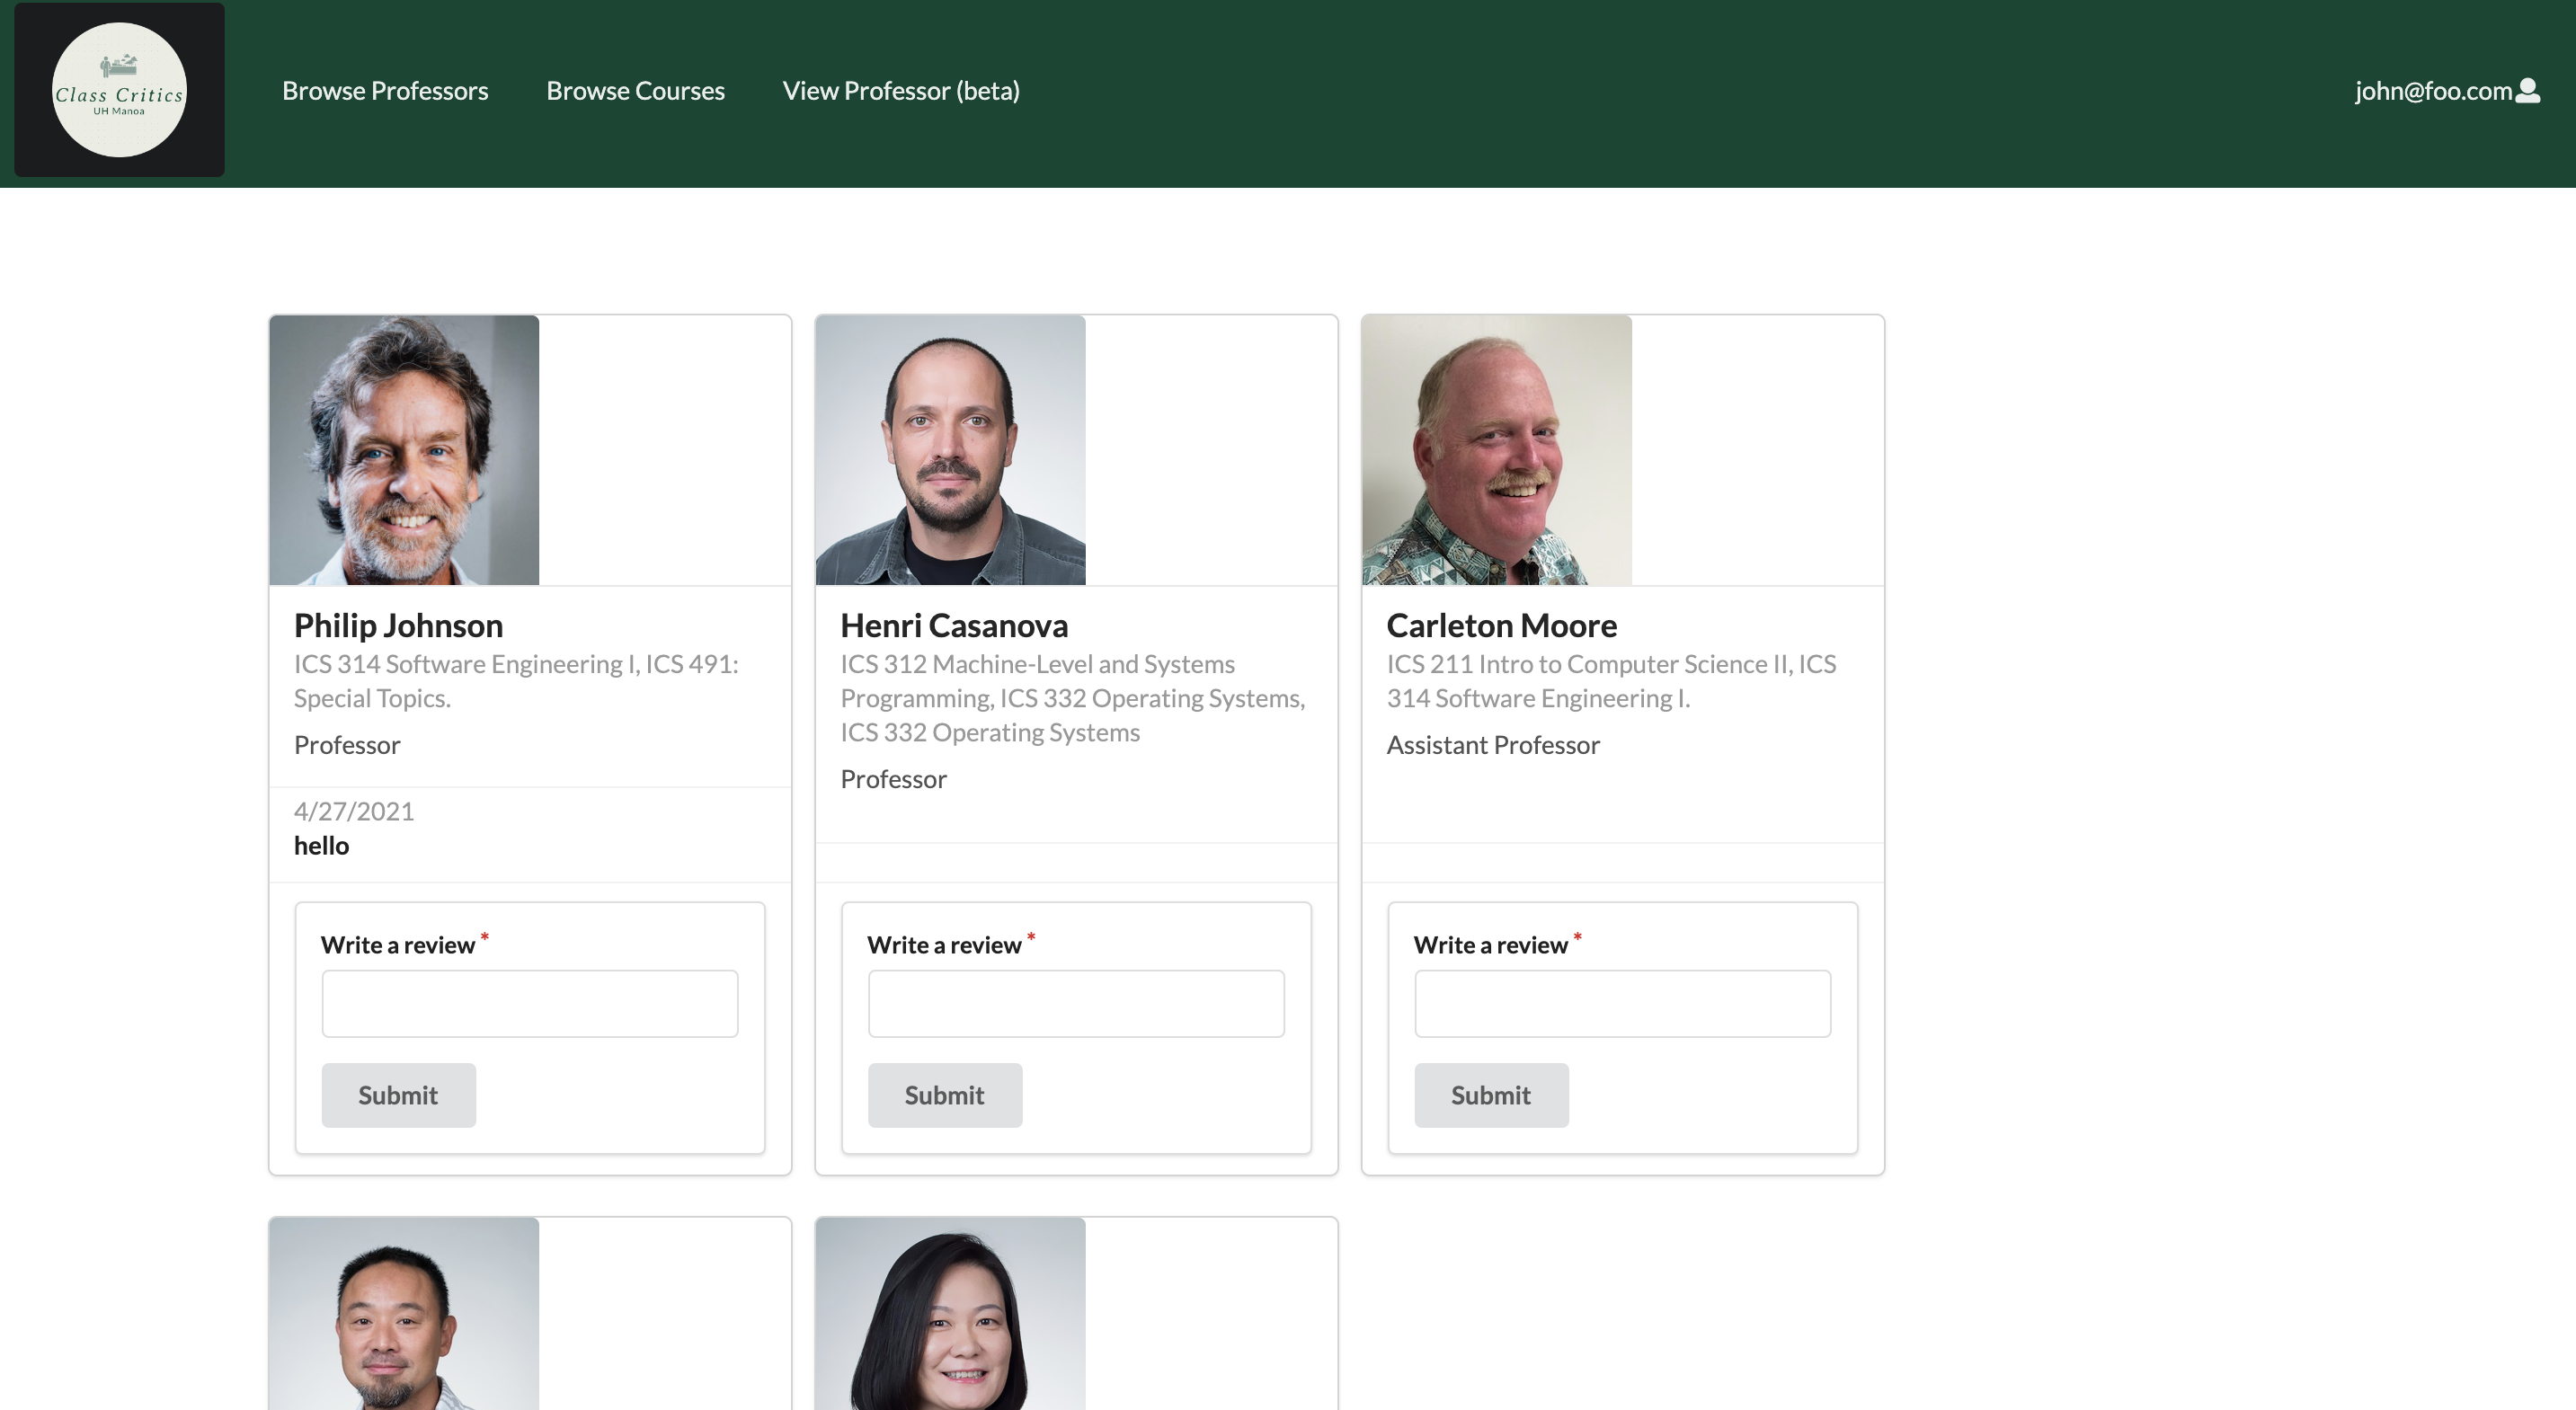 Class Critics
UH Manoa
Browse Professors
Browse Courses
View Professor (beta)
john@foo.com
Philip Johnson
ICS 314 Software Engineering I, ICS 491:
Special Topics.
Professor
4/27/2021
hello
Write a review *
Submit
Henri Casanova
ICS 312 Machine-Level and Systems
Programming, ICS 332 Operating Systems,
ICS 332 Operating Systems
Professor
Write a review *
Submit
Carleton Moore
ICS 211 Intro to Computer Science II, ICS
314 Software Engineering I.
Assistant Professor
Write a review *
Submit